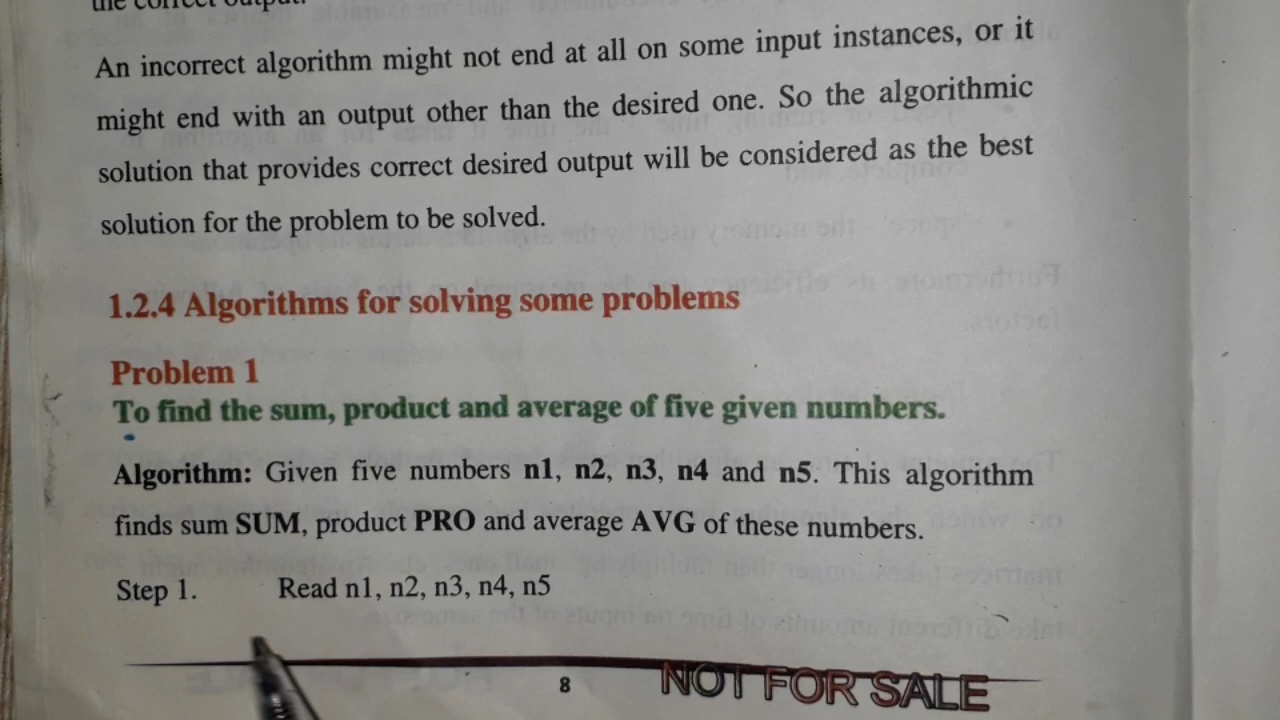 the correct output.
An incorrect algorithm might not end at all on some input instances, or it
might end with an output other than the desired one. So the algorithmic
solution that provides correct desired output will be considered as the best
solution for the problem to be solved.
1.2.4 Algorithms for solving some problems
Problem 1
To find the sum, product and average of five given numbers.
Algorithm: Given five numbers n1, n2, n3, n4 and n5. This algorithm
finds sum SUM, product PRO and average AVG of these numbers.
Step 1. Read n1, n2, n3, n4, n5
8 NOT FOR SALE